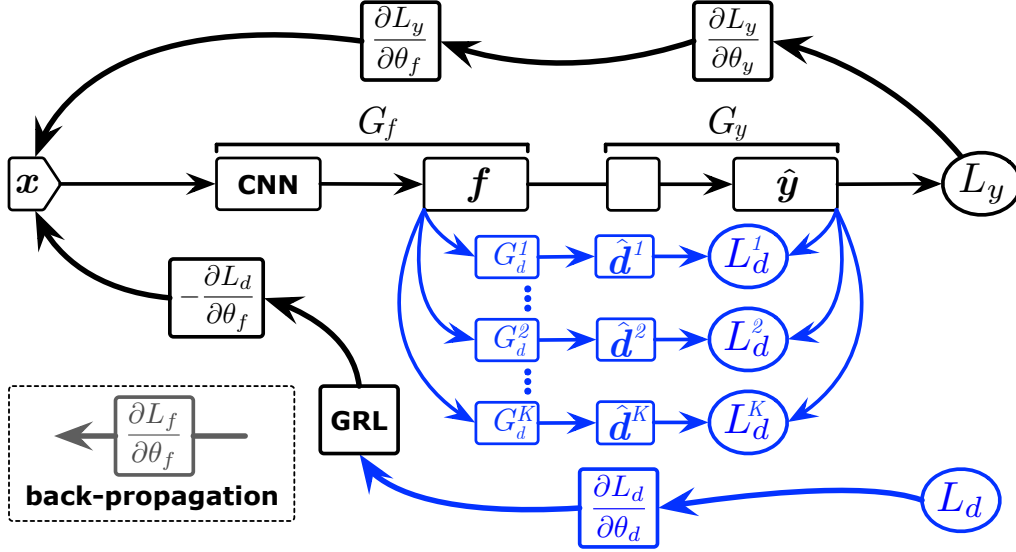 ∂L_y/∂θ_f
∂L_y/∂θ_y
G_f
G_y
x
CNN
f
ŷ
L_y
G_d^1
d̂^1
L_d^1
G_d^2
d̂^2
L_d^2
G_d^K
d̂^K
L_d^K
-∂L_d/∂θ_f
GRL
∂L_f/∂θ_f
back-propagation
∂L_d/∂θ_d
L_d